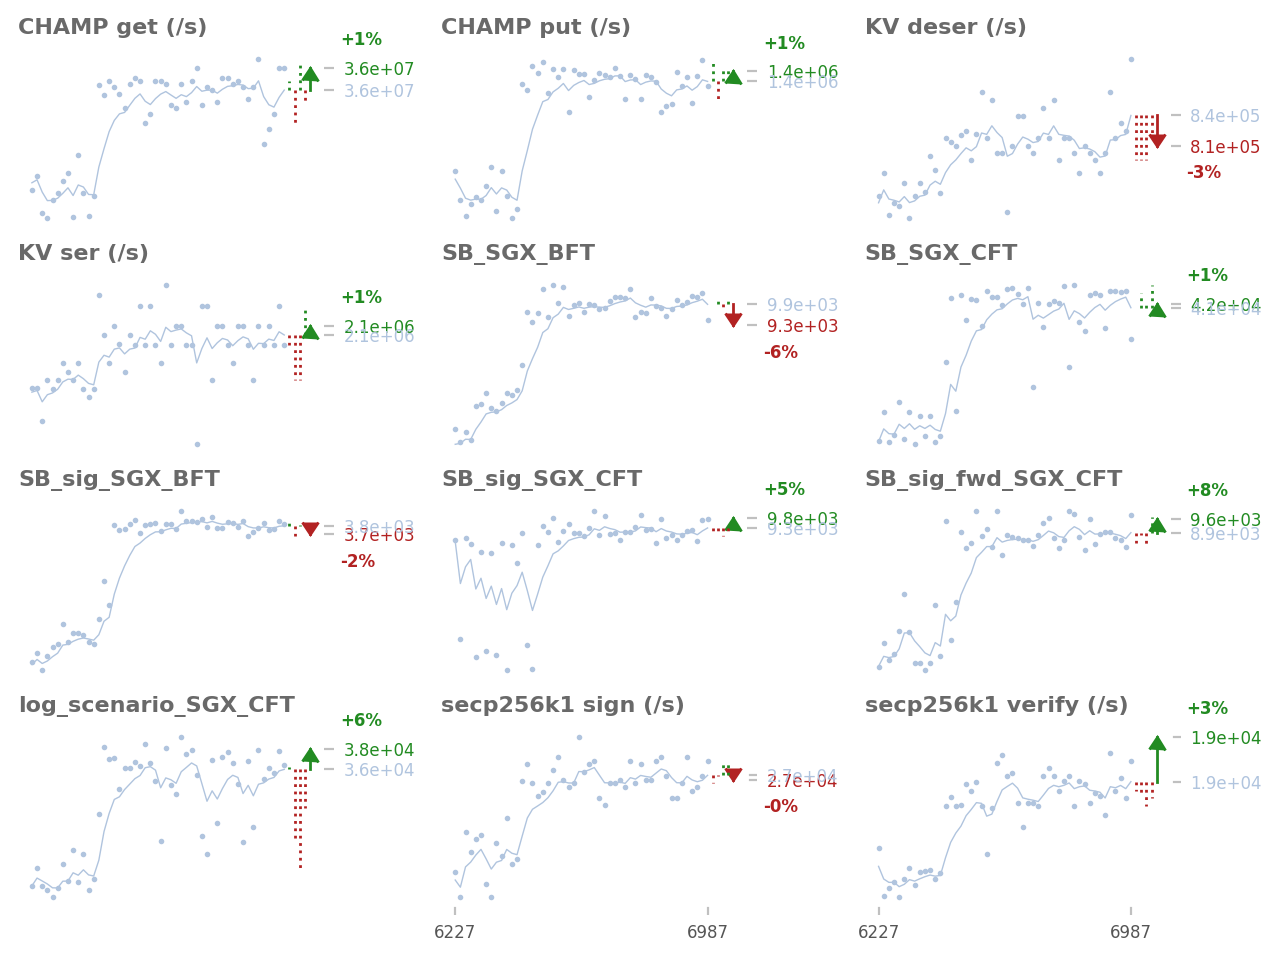 CHAMP get (/s)
+1%
3.6e+07
3.6e+07
CHAMP put (/s)
+1%
1.4e+06
1.4e+06
KV deser (/s)
8.4e+05
8.1e+05
-3%
KV ser (/s)
+1%
2.1e+06
2.1e+06
SB_SGX_BFT
9.9e+03
9.3e+03
-6%
SB_SGX_CFT
+1%
4.2e+04
4.1e+04
SB_sig_SGX_BFT
3.8e+03
3.7e+03
-2%
SB_sig_SGX_CFT
+5%
9.8e+03
9.3e+03
SB_sig_fwd_SGX_CFT
+8%
9.6e+03
8.9e+03
log_scenario_SGX_CFT
+6%
3.8e+04
3.6e+04
secp256k1 sign (/s)
2.7e+04
2.7e+04
-0%
6227
6987
secp256k1 verify (/s)
+3%
1.9e+04
1.9e+04
6227
6987